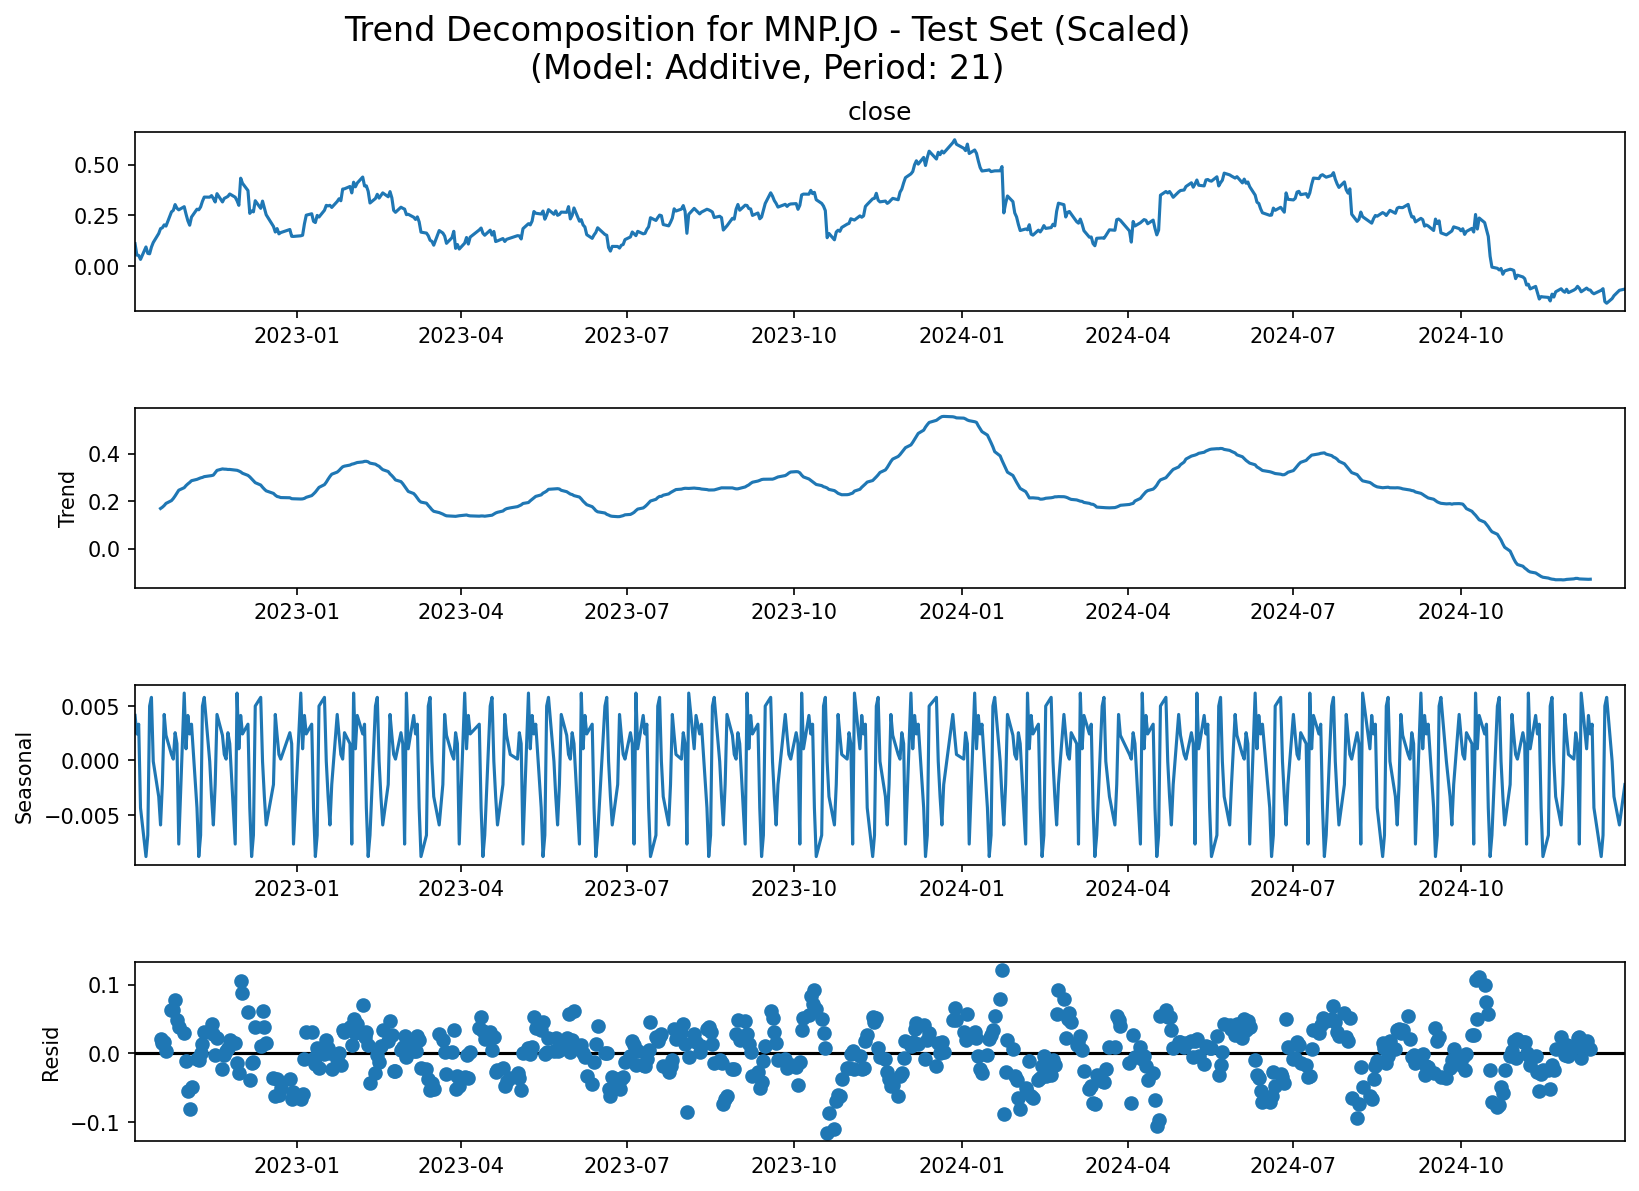 Trend Decomposition for MNP.JO - Test Set (Scaled)
(Model: Additive, Period: 21)
close
0.50
0.25
0.00
2023-01 2023-04 2023-07 2023-10 2024-01 2024-04 2024-07 2024-10
Trend
0.4
0.2
0.0
2023-01 2023-04 2023-07 2023-10 2024-01 2024-04 2024-07 2024-10
Seasonal
0.005
0.000
−0.005
2023-01 2023-04 2023-07 2023-10 2024-01 2024-04 2024-07 2024-10
Resid
0.1
0.0
−0.1
2023-01 2023-04 2023-07 2023-10 2024-01 2024-04 2024-07 2024-10